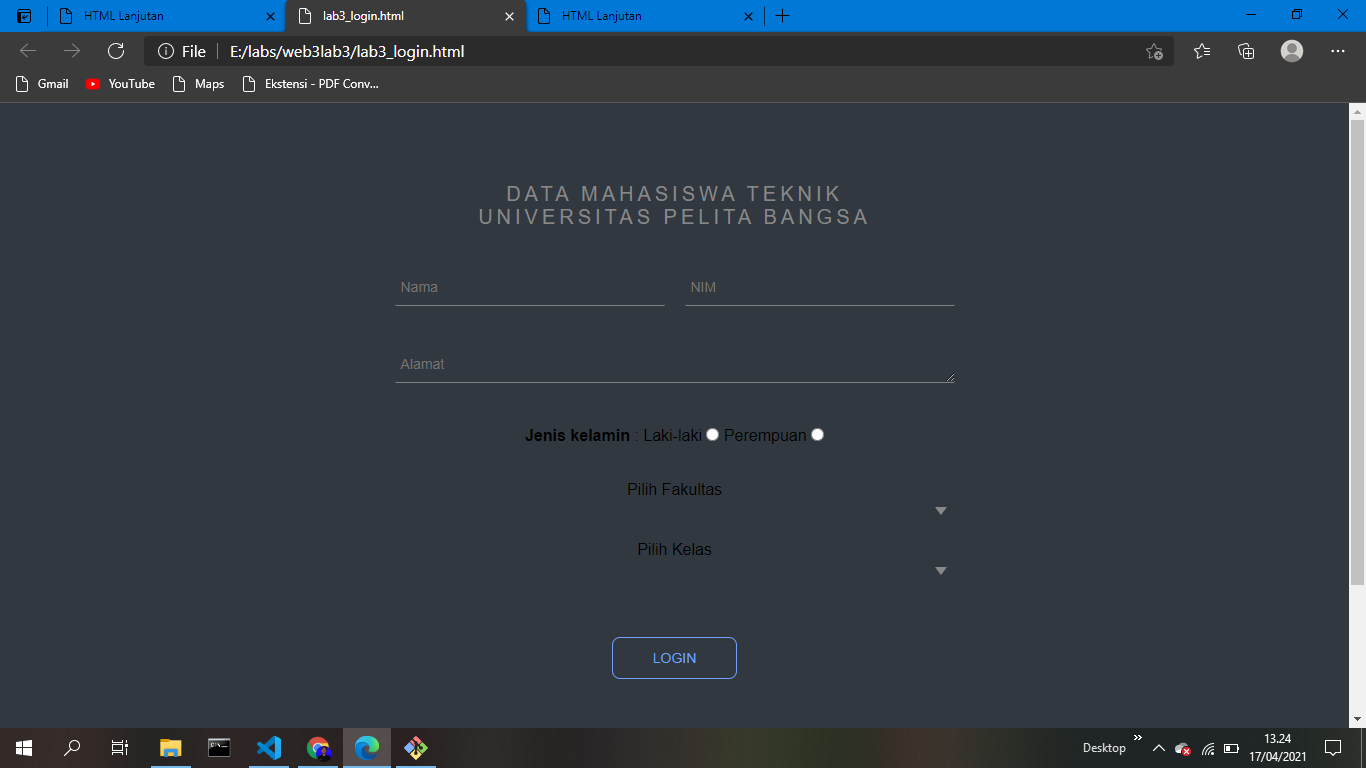 HTML Lanjutan
lab3_login.html
HTML Lanjutan
File
E:/labs/web3lab3/lab3_login.html
Gmail
YouTube
Maps
Ekstensi - PDF Conv...
DATA MAHASISWA TEKNIK
UNIVERSITAS PELITA BANGSA
Nama
NIM
Alamat
Jenis kelamin : Laki-laki Perempuan
Pilih Fakultas
Pilih Kelas
LOGIN
Desktop
13.24
17/04/2021